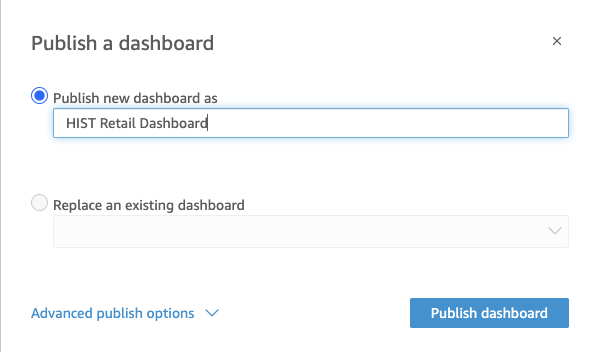 Publish a dashboard
Publish new dashboard as
HIST Retail Dashboard
Replace an existing dashboard
Advanced publish options
Publish dashboard